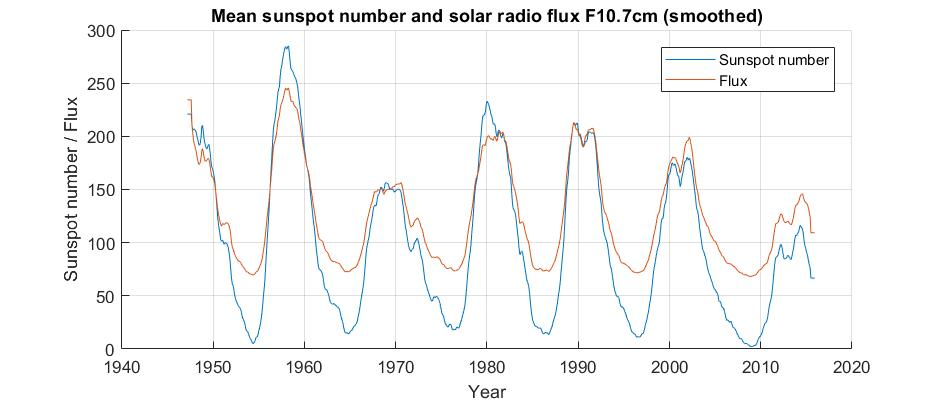 Mean sunspot number and solar radio flux F10.7cm (smoothed)
300
250
200
150
100
50
0
Sunspot number / Flux
Sunspot number
Flux
1940 1950 1960 1970 1980 1990 2000 2010 2020
Year